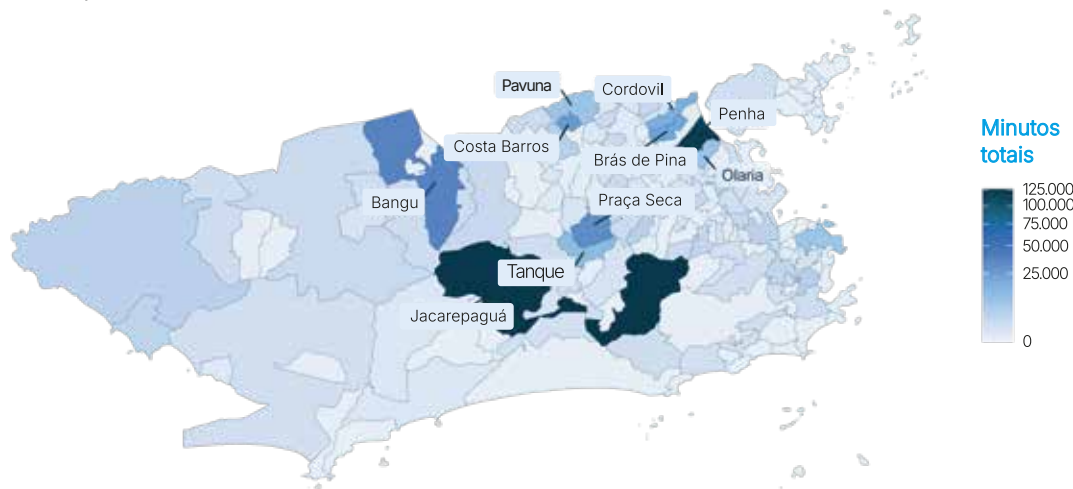 Pavuna
Cordovil
Penha
Costa Barros
Brás de Pina
Olaria
Bangu
Praça Seca
Tanque
Jacarepaguá
Minutos
totais
125.000
100.000
75.000
50.000
25.000
0